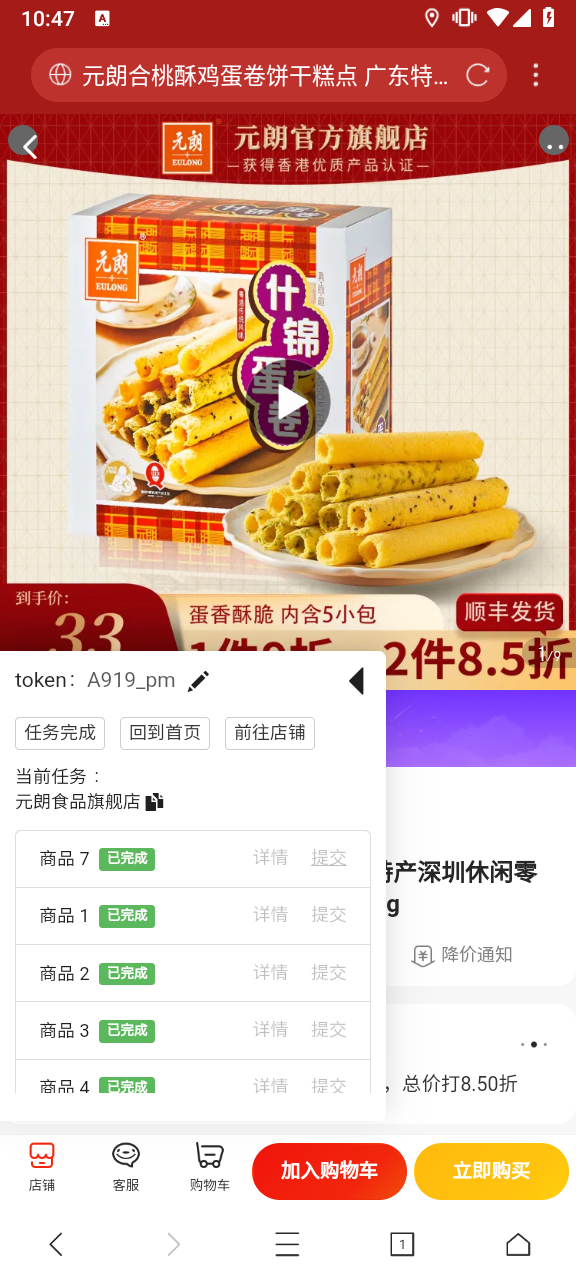 10:47
元朗合桃酥鸡蛋卷饼干糕点 广东特...
元朗
EULONG
元朗官方旗舰店
获得香港优质产品认证
元朗
EULONG
什锦蛋卷
元朗
EULONG
到手价:
33
蛋香酥脆 内含5小包
顺丰发货
1件9折
2件8.5折
1/9
token: A919_pm
任务完成
回到首页
前往店铺
当前任务：
元朗食品旗舰店
商品 7 已完成 详情 提交
商品 1 已完成 详情 提交
商品 2 已完成 详情 提交
商品 3 已完成 详情 提交
商品 4 已完成 详情 提交
特产深圳休闲零
g
降价通知
，总价打8.50折
店铺
客服
购物车
加入购物车
立即购买
1